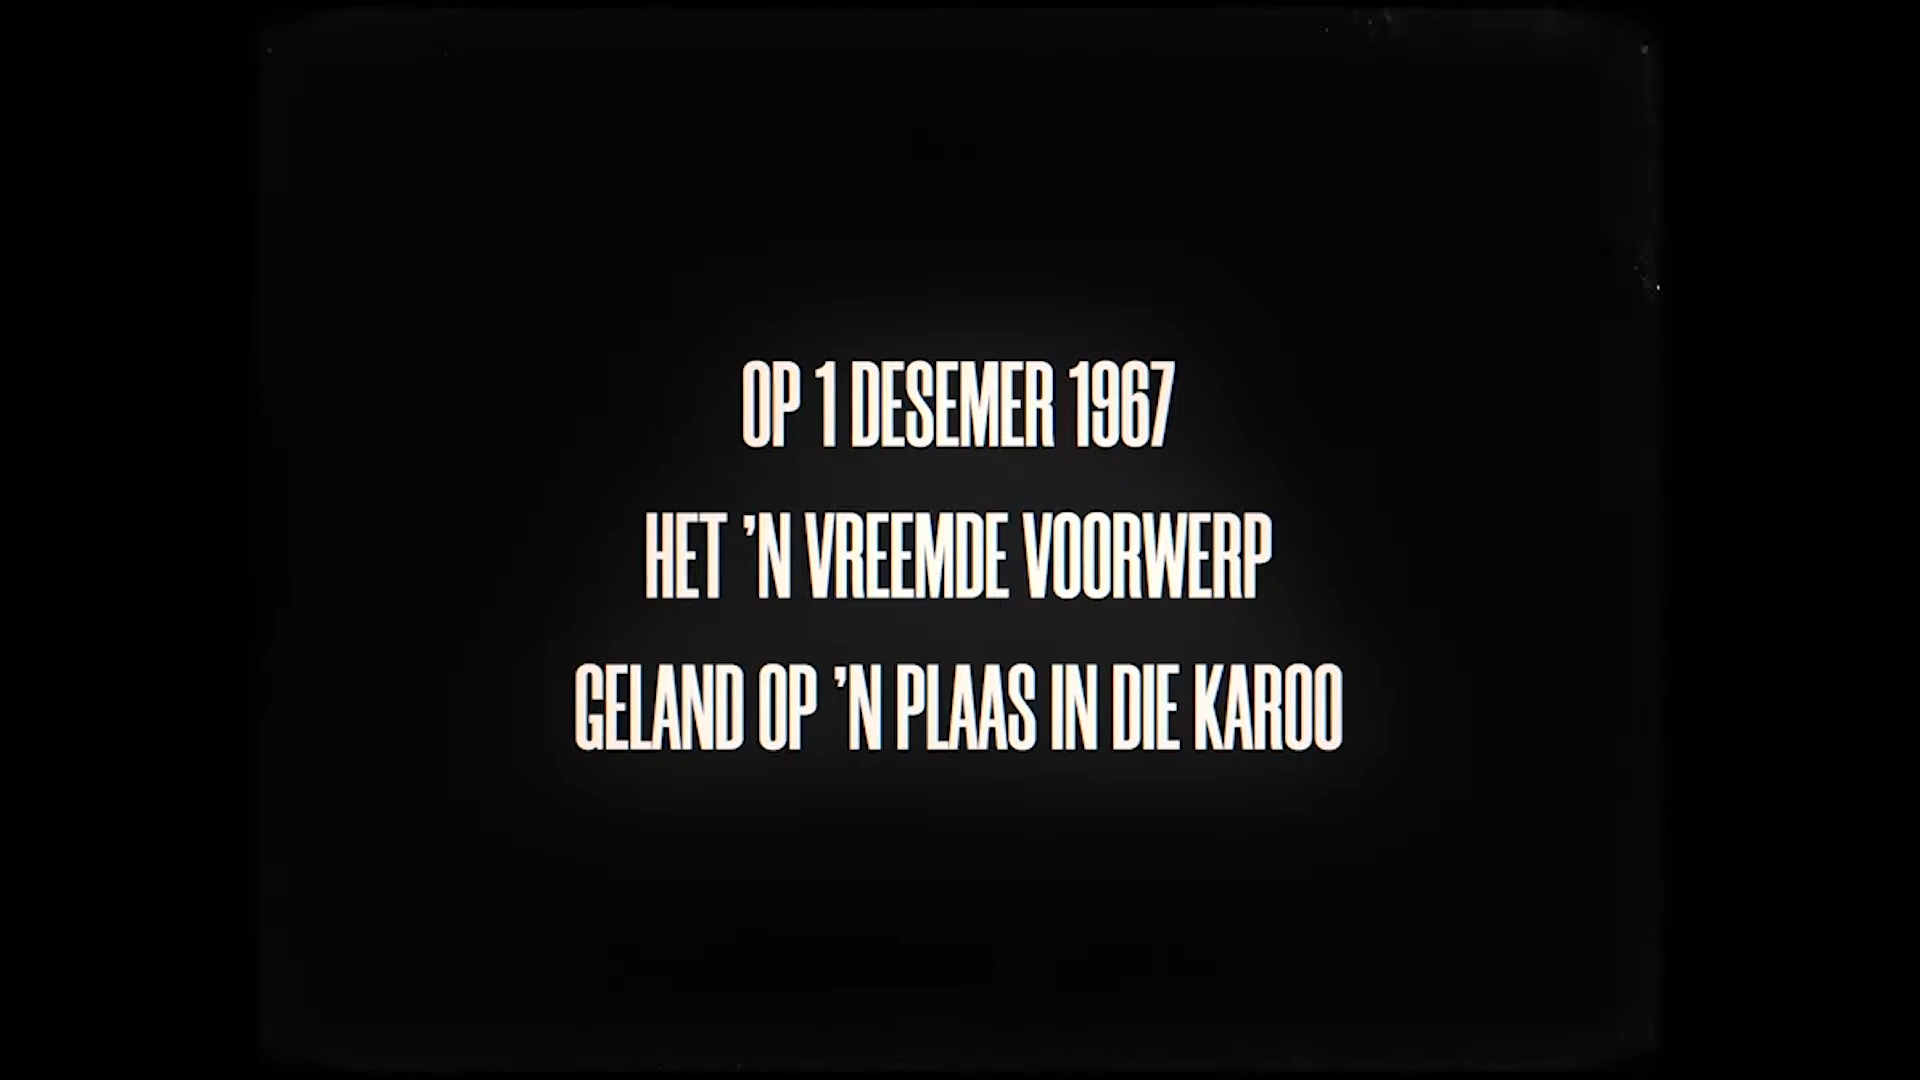 OP 1 DESEMER 1967
HET ’N VREEMDE VOORWERP
GELAND OP ’N PLAAS IN DIE KAROO